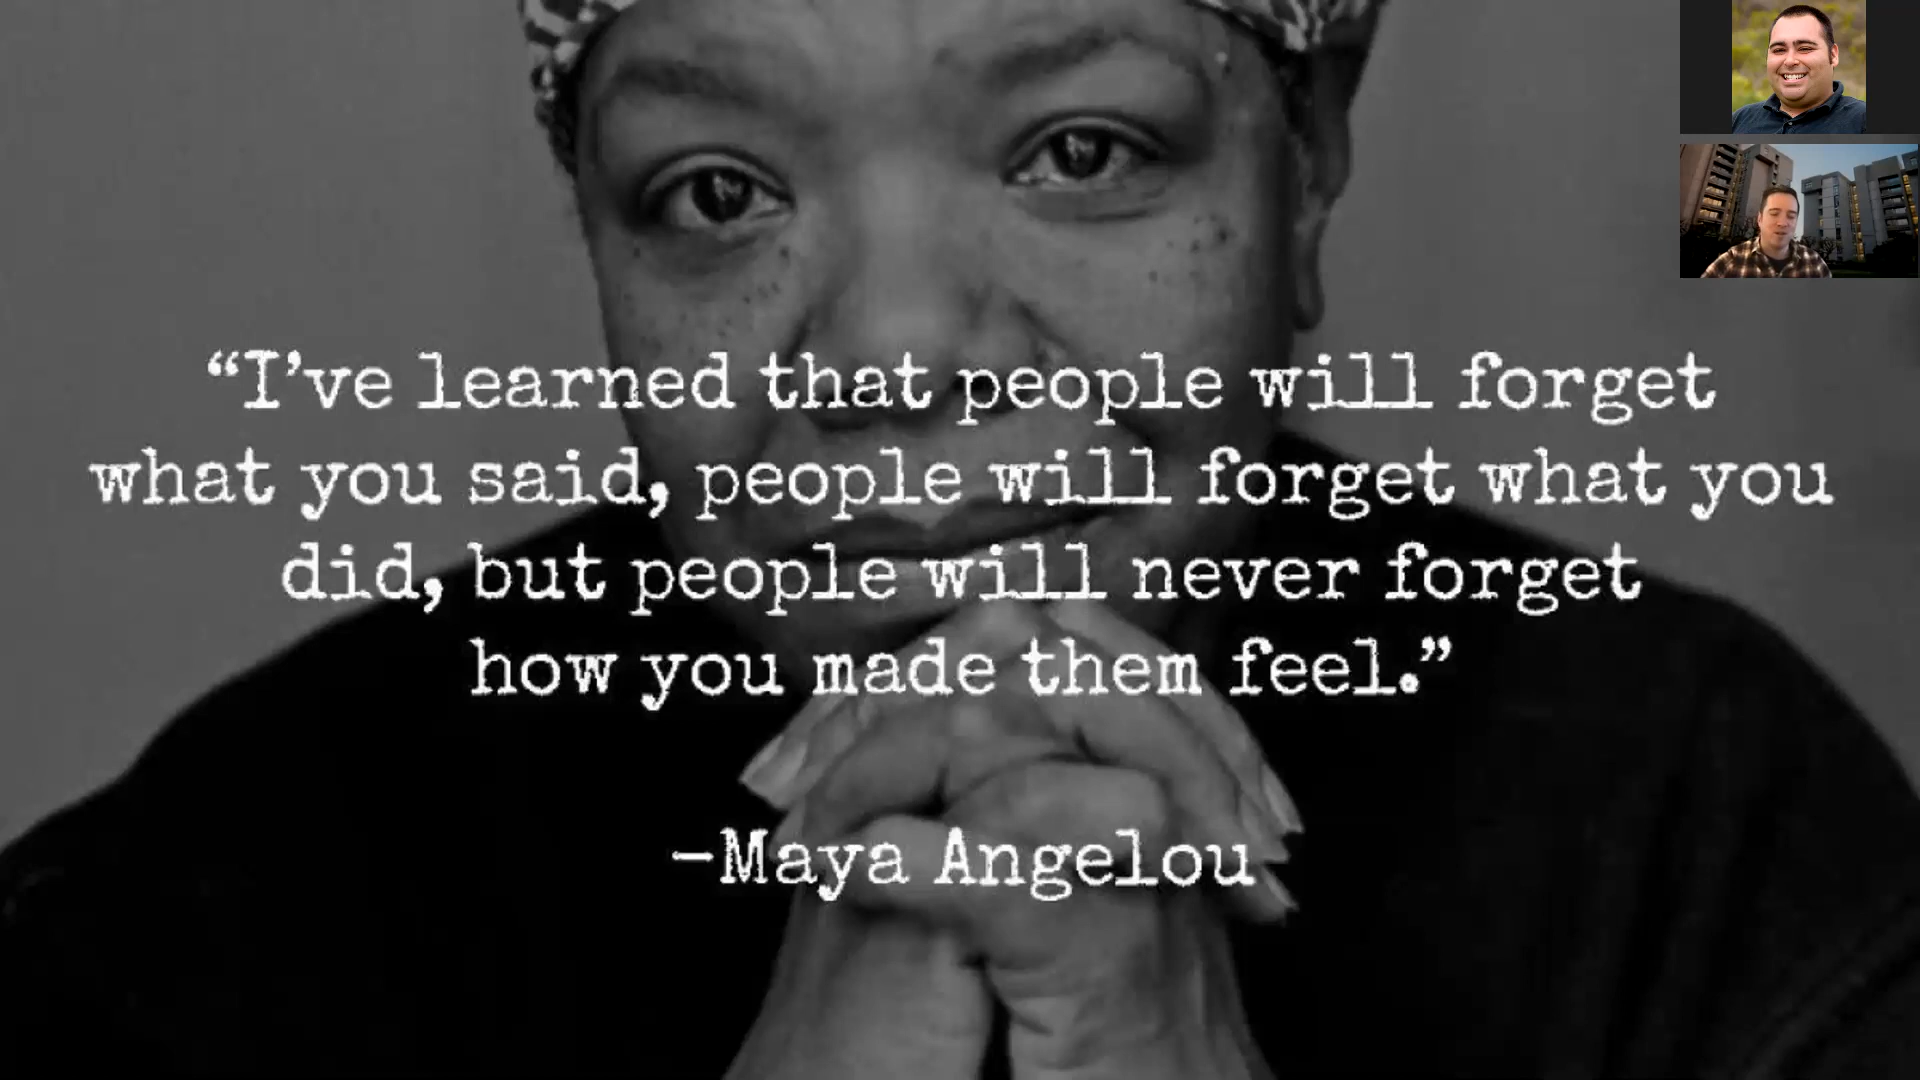 “I’ve learned that people will forget
what you said, people will forget what you
did, but people will never forget
how you made them feel.”
–Maya Angelou